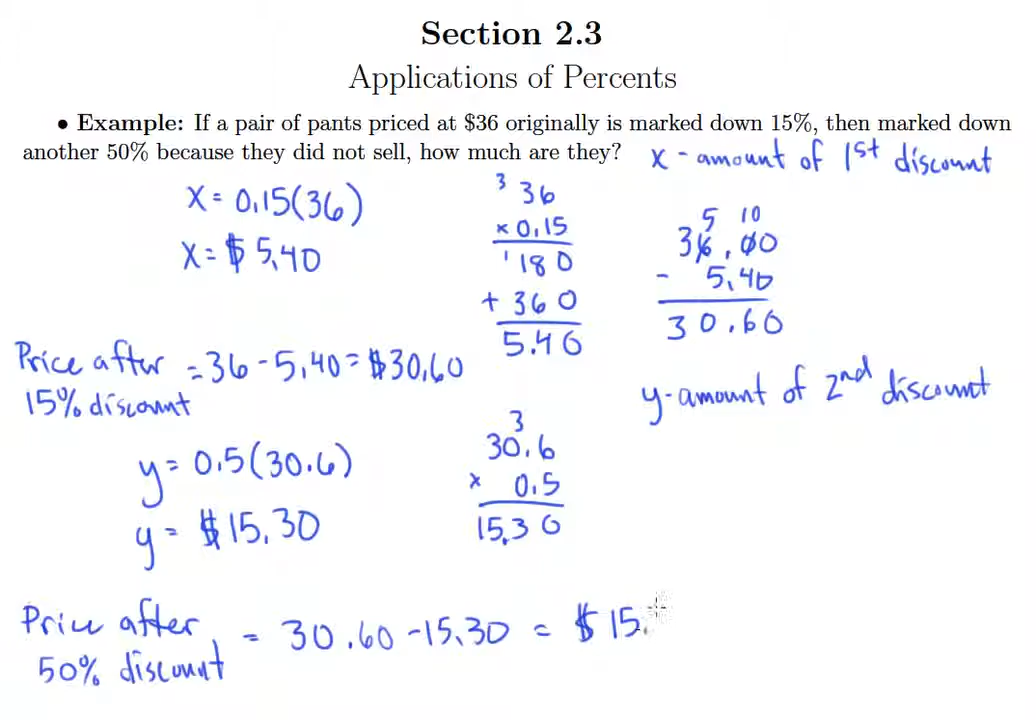 Section 2.3
Applications of Percents
• Example: If a pair of pants priced at $36 originally is marked down 15%, then marked down
another 50% because they did not sell, how much are they?
x - amount of 1st discount
x = 0.15(36)
x = $ 5.40
3
36
× 0.15
1180
+ 360
5.40
5 10
36.00
- 5.40
30.60
Price after
15% discount
= 36 - 5.40 = $30.60
y - amount of 2nd discount
y = 0.5(30.6)
y = $15.30
3
30.6
× 0.5
15.30
Price after
50% discount
= 30.60 - 15.30 = $ 15.